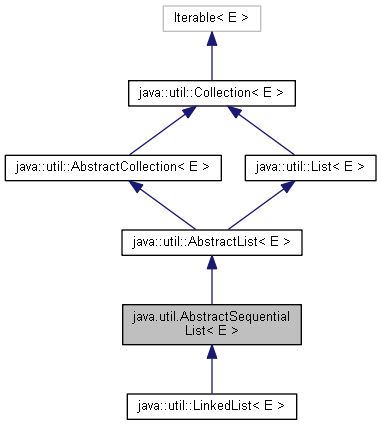 Iterable< E >
java::util::Collection< E >
java::util::AbstractCollection< E >
java::util::List< E >
java::util::AbstractList< E >
java.util.AbstractSequential
List< E >
java::util::LinkedList< E >